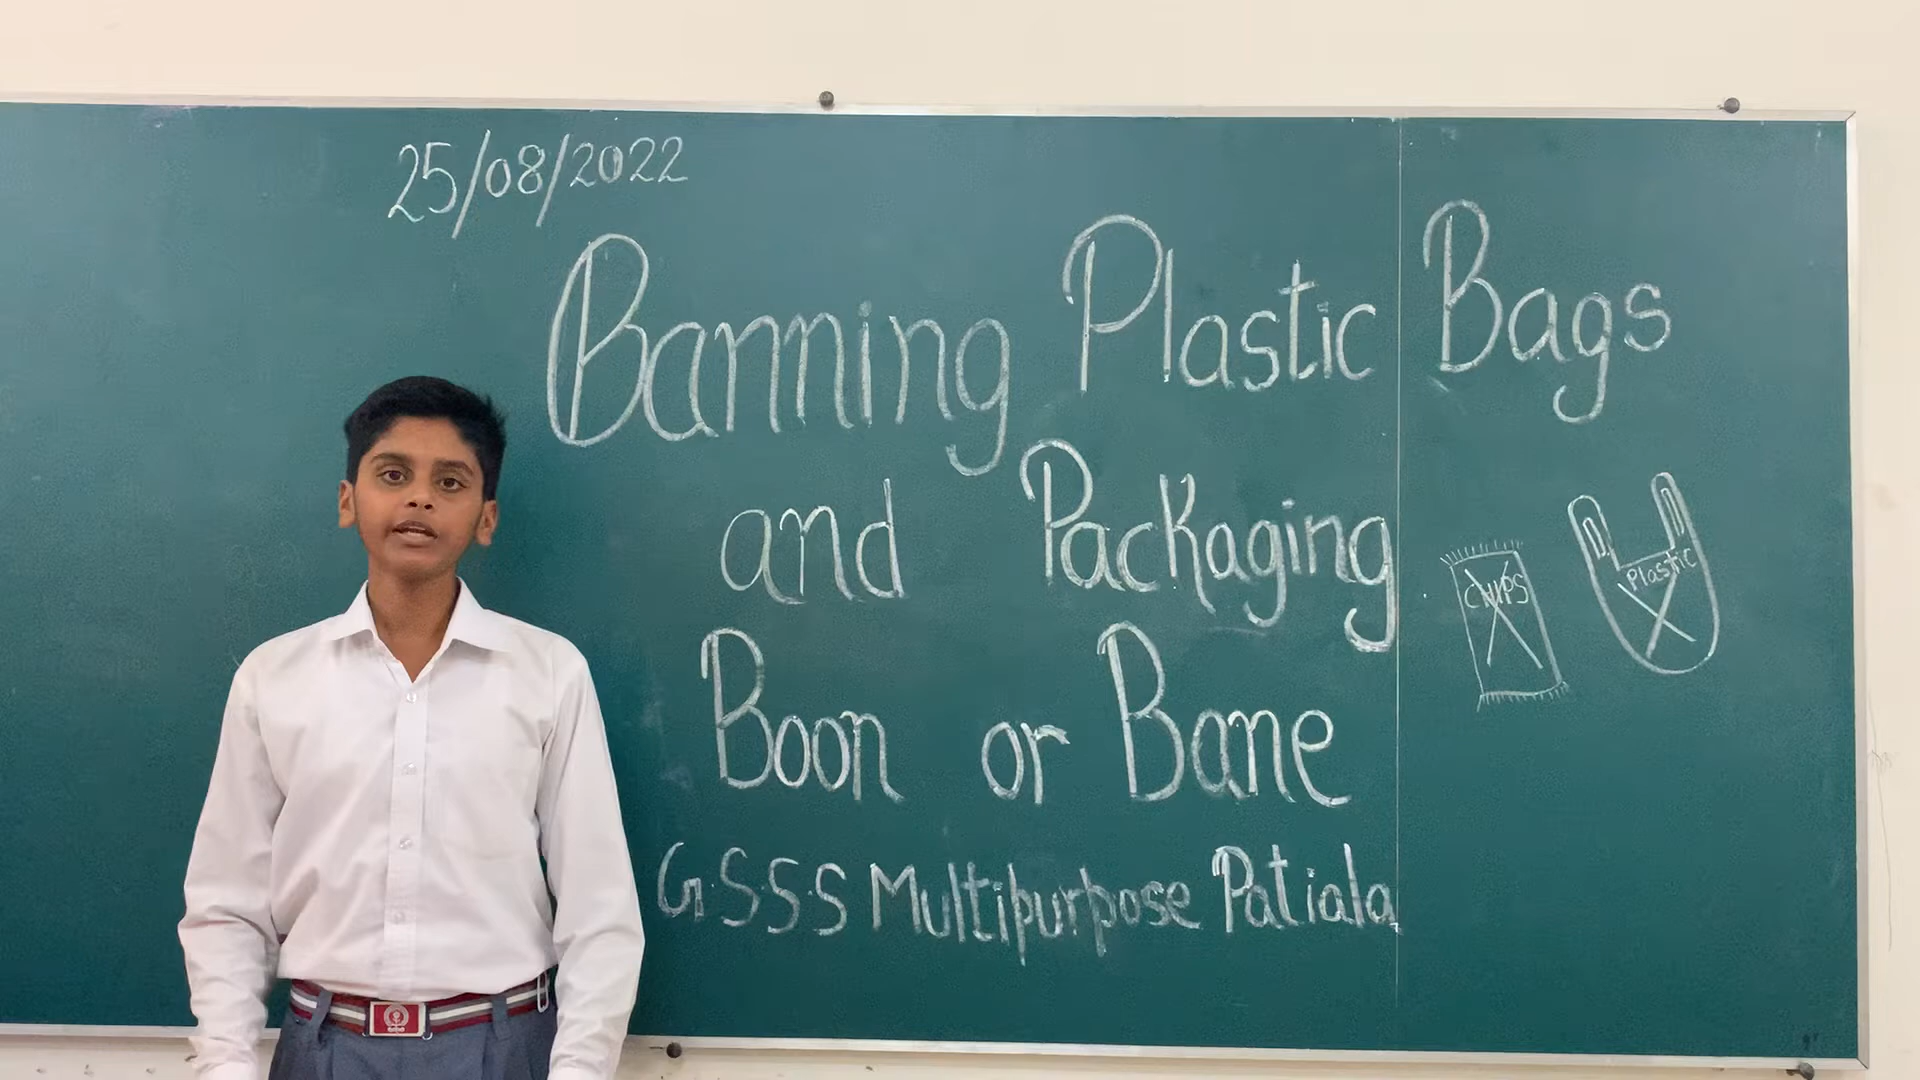 25/08/2022
Banning Plastic Bags
and Packaging
CHIPS
Plastic
Boon or Bane
G.S.S.S Multipurpose Patiala